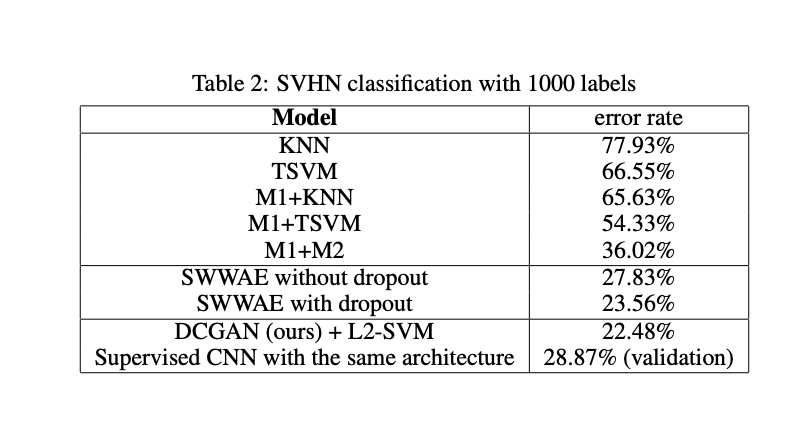 Table 2: SVHN classification with 1000 labels
Model error rate
KNN 77.93%
TSVM 66.55%
M1+KNN 65.63%
M1+TSVM 54.33%
M1+M2 36.02%
SWWAE without dropout 27.83%
SWWAE with dropout 23.56%
DCGAN (ours) + L2-SVM 22.48%
Supervised CNN with the same architecture 28.87% (validation)